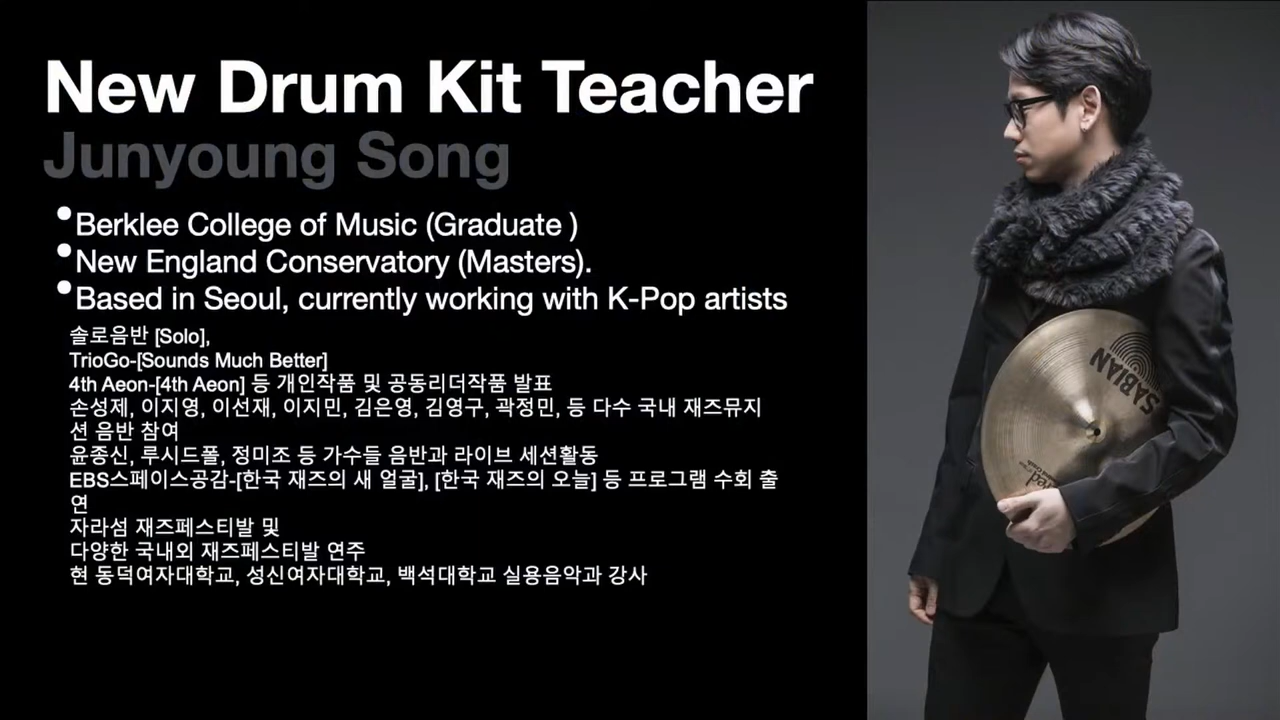 New Drum Kit Teacher
Junyoung Song
•Berklee College of Music (Graduate )
•New England Conservatory (Masters).
•Based in Seoul, currently working with K-Pop artists
솔로음반 [Solo],
TrioGo-[Sounds Much Better]
4th Aeon-[4th Aeon] 등 개인작품 및 공동리더작품 발표
손성제, 이지영, 이선재, 이지민, 김은영, 김영구, 곽정민, 등 다수 국내 재즈뮤지
션 음반 참여
윤종신, 루시드폴, 정미조 등 가수들 음반과 라이브 세션활동
EBS스페이스공감-[한국 재즈의 새 얼굴], [한국 재즈의 오늘] 등 프로그램 수회 출
연
자라섬 재즈페스티발 및
다양한 국내외 재즈페스티발 연주
현 동덕여자대학교, 성신여자대학교, 백석대학교 실용음악과 강사
SABIAN